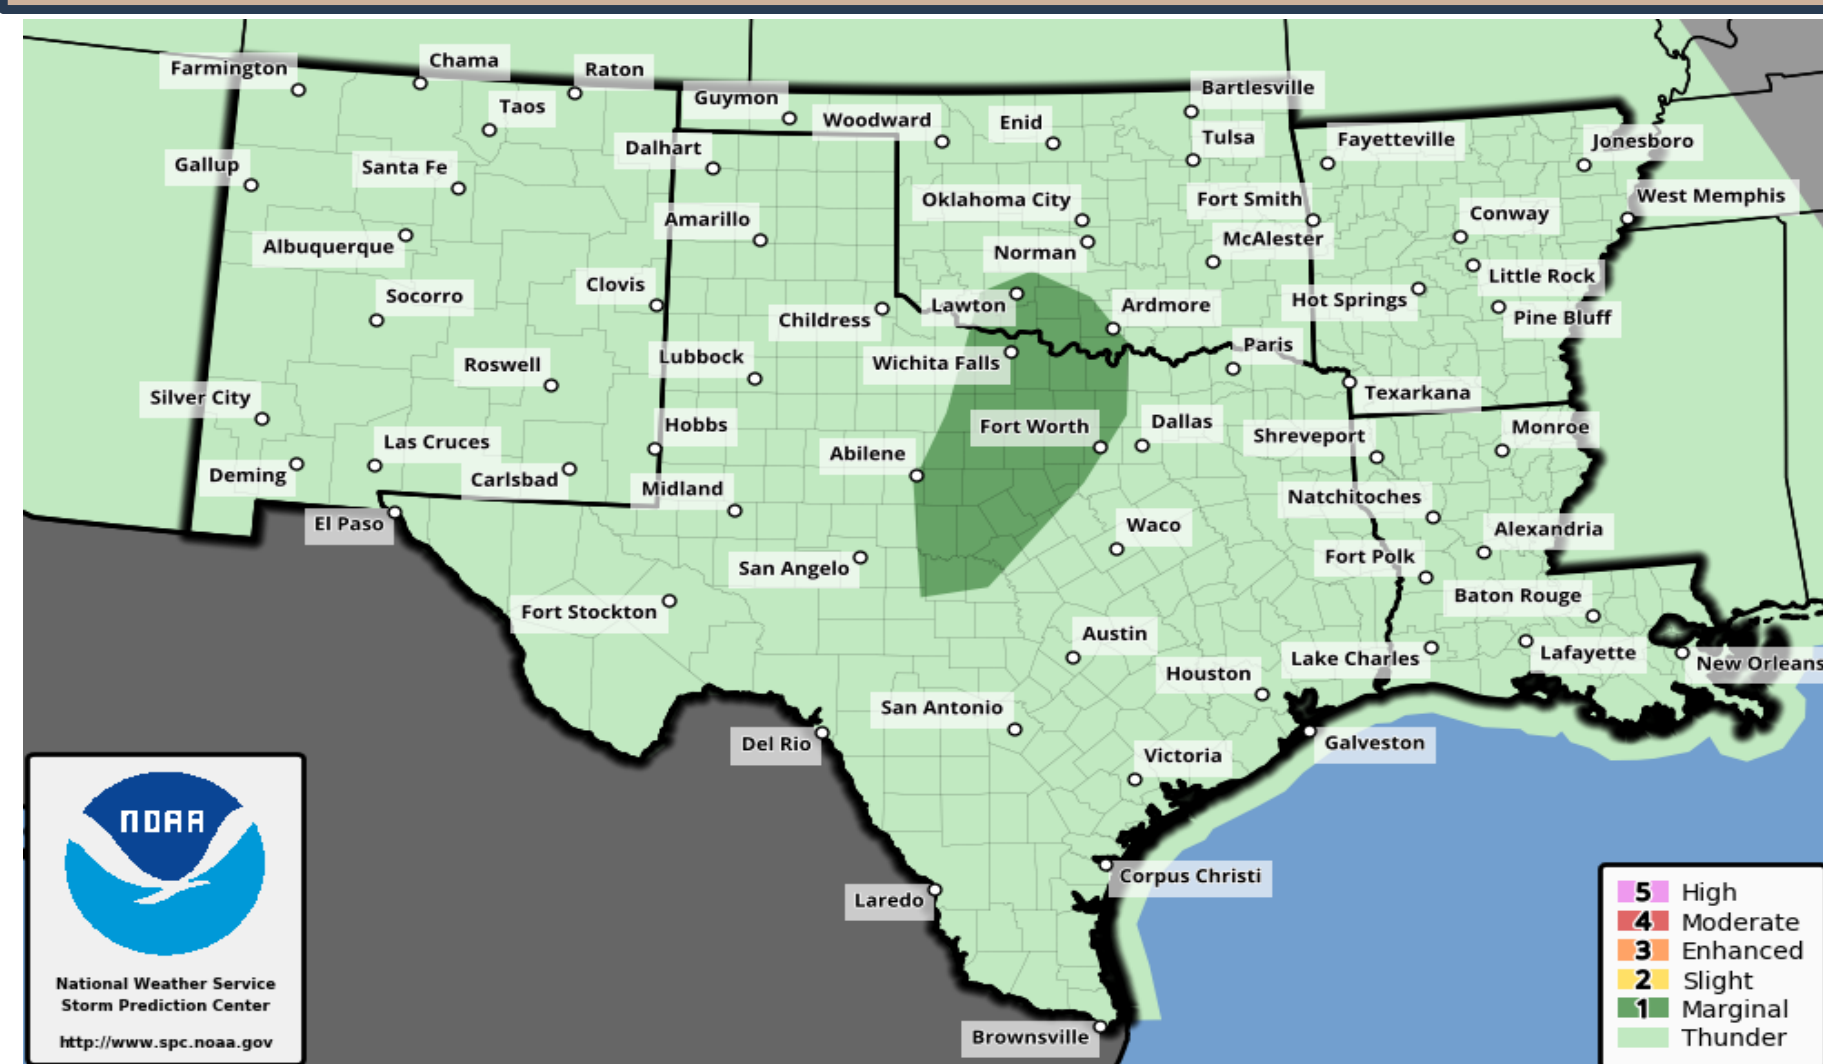 Farmington
Chama
Raton
Guymon
Bartlesville
Taos
Woodward
Enid
Tulsa
Fayetteville
Jonesboro
Gallup
Santa Fe
Dalhart
West Memphis
Amarillo
Oklahoma City
Fort Smith
Conway
Albuquerque
Norman
McAlester
Little Rock
Socorro
Clovis
Childress
Lawton
Ardmore
Hot Springs
Pine Bluff
Roswell
Lubbock
Wichita Falls
Paris
Texarkana
Silver City
Hobbs
Fort Worth
Dallas
Shreveport
Monroe
Las Cruces
Abilene
Deming
Carlsbad
Midland
Natchitoches
El Paso
Waco
Alexandria
San Angelo
Fort Polk
Fort Stockton
Baton Rouge
Austin
Lake Charles
Lafayette
New Orleans
Houston
San Antonio
Del Rio
Victoria
Galveston
Corpus Christi
Laredo
Brownsville
NOAA
National Weather Service
Storm Prediction Center
http://www.spc.noaa.gov
5 High
4 Moderate
3 Enhanced
2 Slight
1 Marginal
Thunder